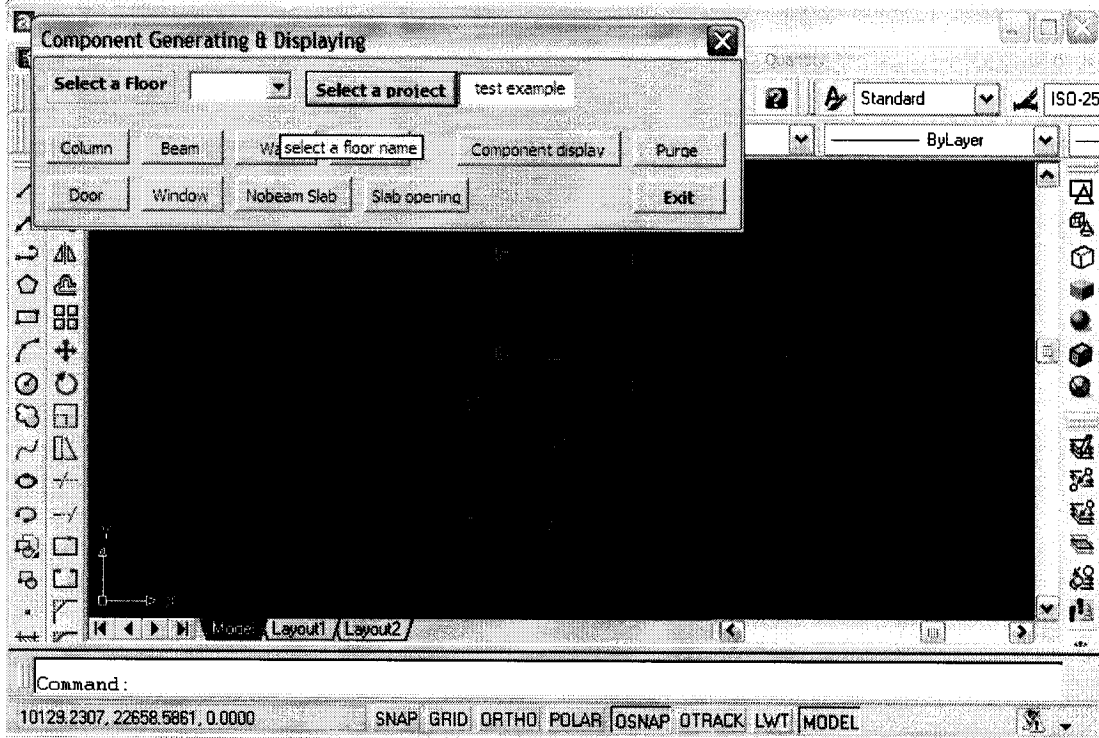 Component Generating & Displaying
Select a Floor Select a project test example
Standard ISO-25
Column Beam select a floor name Component display Purge
ByLayer
Door Window Nobeam Slab Slab opening Exit
Y
X
Model Layout1 Layout2
Command:
10129.2307, 22658.5861, 0.0000 SNAP GRID ORTHO POLAR OSNAP OTRACK LWT MODEL